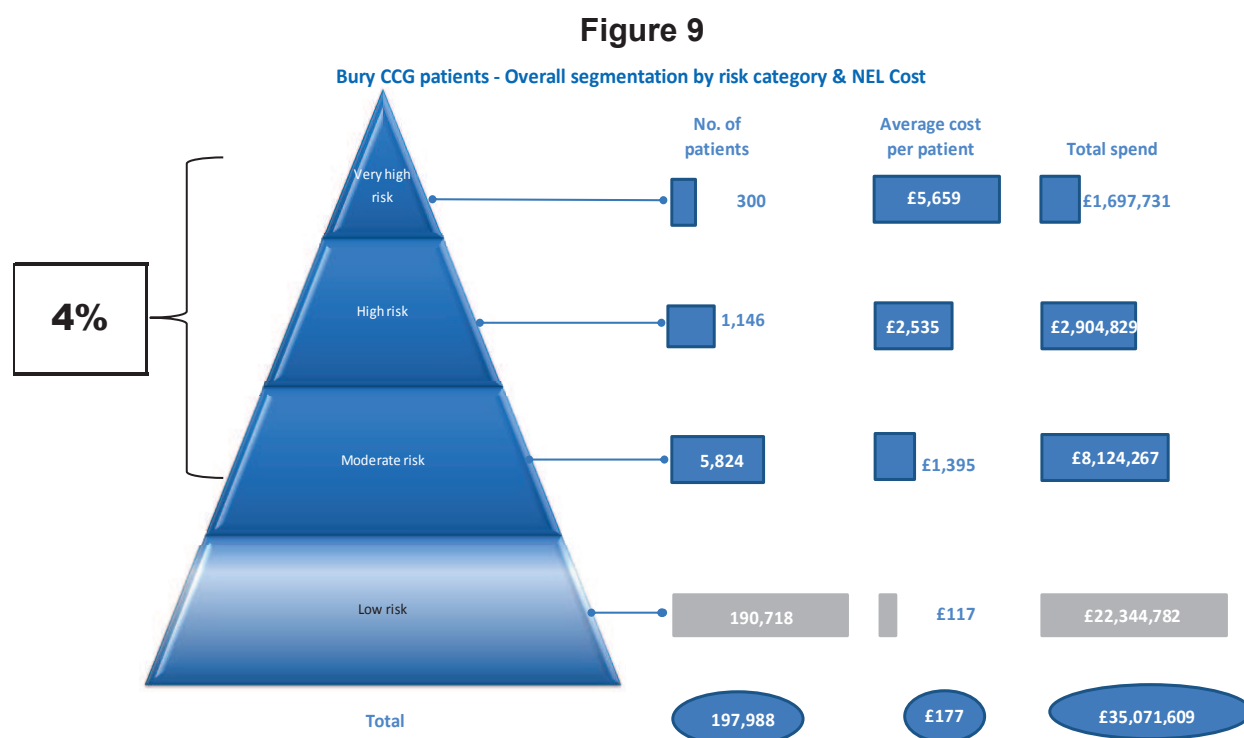 Figure 9
Bury CCG patients - Overall segmentation by risk category & NEL Cost
No. of
patients
Average cost
per patient
Total spend
Very high
risk
300
£5,659
£1,697,731
4%
High risk
1,146
£2,535
£2,904,829
Moderate risk
5,824
£1,395
£8,124,267
Low risk
190,718
£117
£22,344,782
Total
197,988
£177
£35,071,609